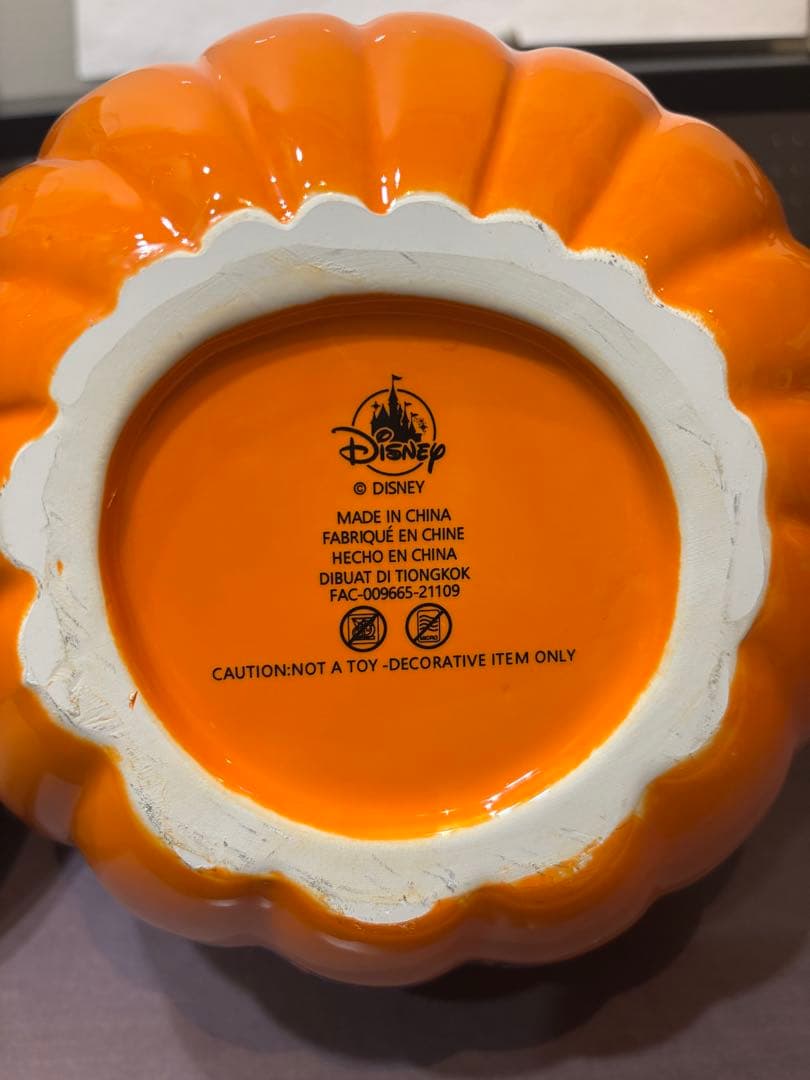 Disney
© DISNEY
MADE IN CHINA
FABRIQUÉ EN CHINE
HECHO EN CHINA
DIBUAT DI TIONGKOK
FAC-009665-21109
MICRO
CAUTION:NOT A TOY -DECORATIVE ITEM ONLY